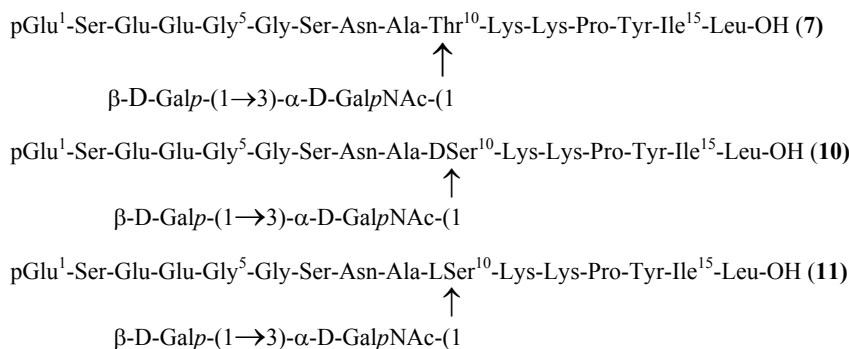 pGlu¹-Ser-Glu-Glu-Gly⁵-Gly-Ser-Asn-Ala-Thr¹⁰-Lys-Lys-Pro-Tyr-Ile¹⁵-Leu-OH (7)
β-D-Galp-(1→3)-α-D-GalpNAc-(1
pGlu¹-Ser-Glu-Glu-Gly⁵-Gly-Ser-Asn-Ala-DSer¹⁰-Lys-Lys-Pro-Tyr-Ile¹⁵-Leu-OH (10)
β-D-Galp-(1→3)-α-D-GalpNAc-(1
pGlu¹-Ser-Glu-Glu-Gly⁵-Gly-Ser-Asn-Ala-LSer¹⁰-Lys-Lys-Pro-Tyr-Ile¹⁵-Leu-OH (11)
β-D-Galp-(1→3)-α-D-GalpNAc-(1